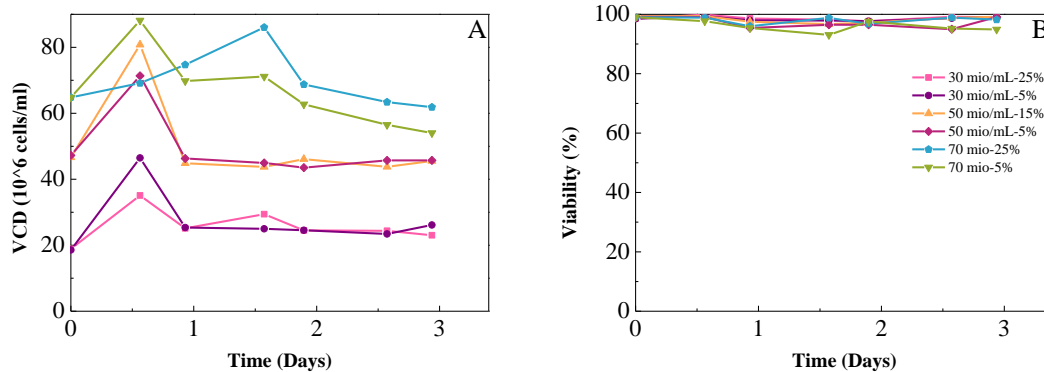 A
VCD (10^6 cells/ml)
80
60
40
20
0
0 1 2 3
Time (Days)
B
Viability (%)
100
80
60
40
20
0
30 mio/mL-25%
30 mio/mL-5%
50 mio/mL-15%
50 mio/mL-5%
70 mio-25%
70 mio-5%
0 1 2 3
Time (Days)